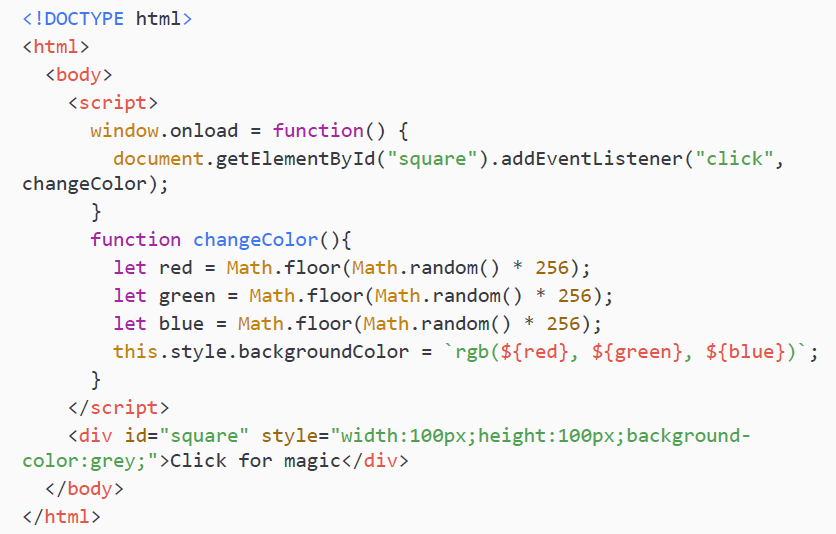 <!DOCTYPE html>
<html>
  <body>
    <script>
      window.onload = function() {
        document.getElementById("square").addEventListener("click",
changeColor);
      }
      function changeColor(){
        let red = Math.floor(Math.random() * 256);
        let green = Math.floor(Math.random() * 256);
        let blue = Math.floor(Math.random() * 256);
        this.style.backgroundColor = `rgb(${red}, ${green}, ${blue})`;
      }
    </script>
    <div id="square" style="width:100px;height:100px;background-
color:grey;">Click for magic</div>
  </body>
</html>